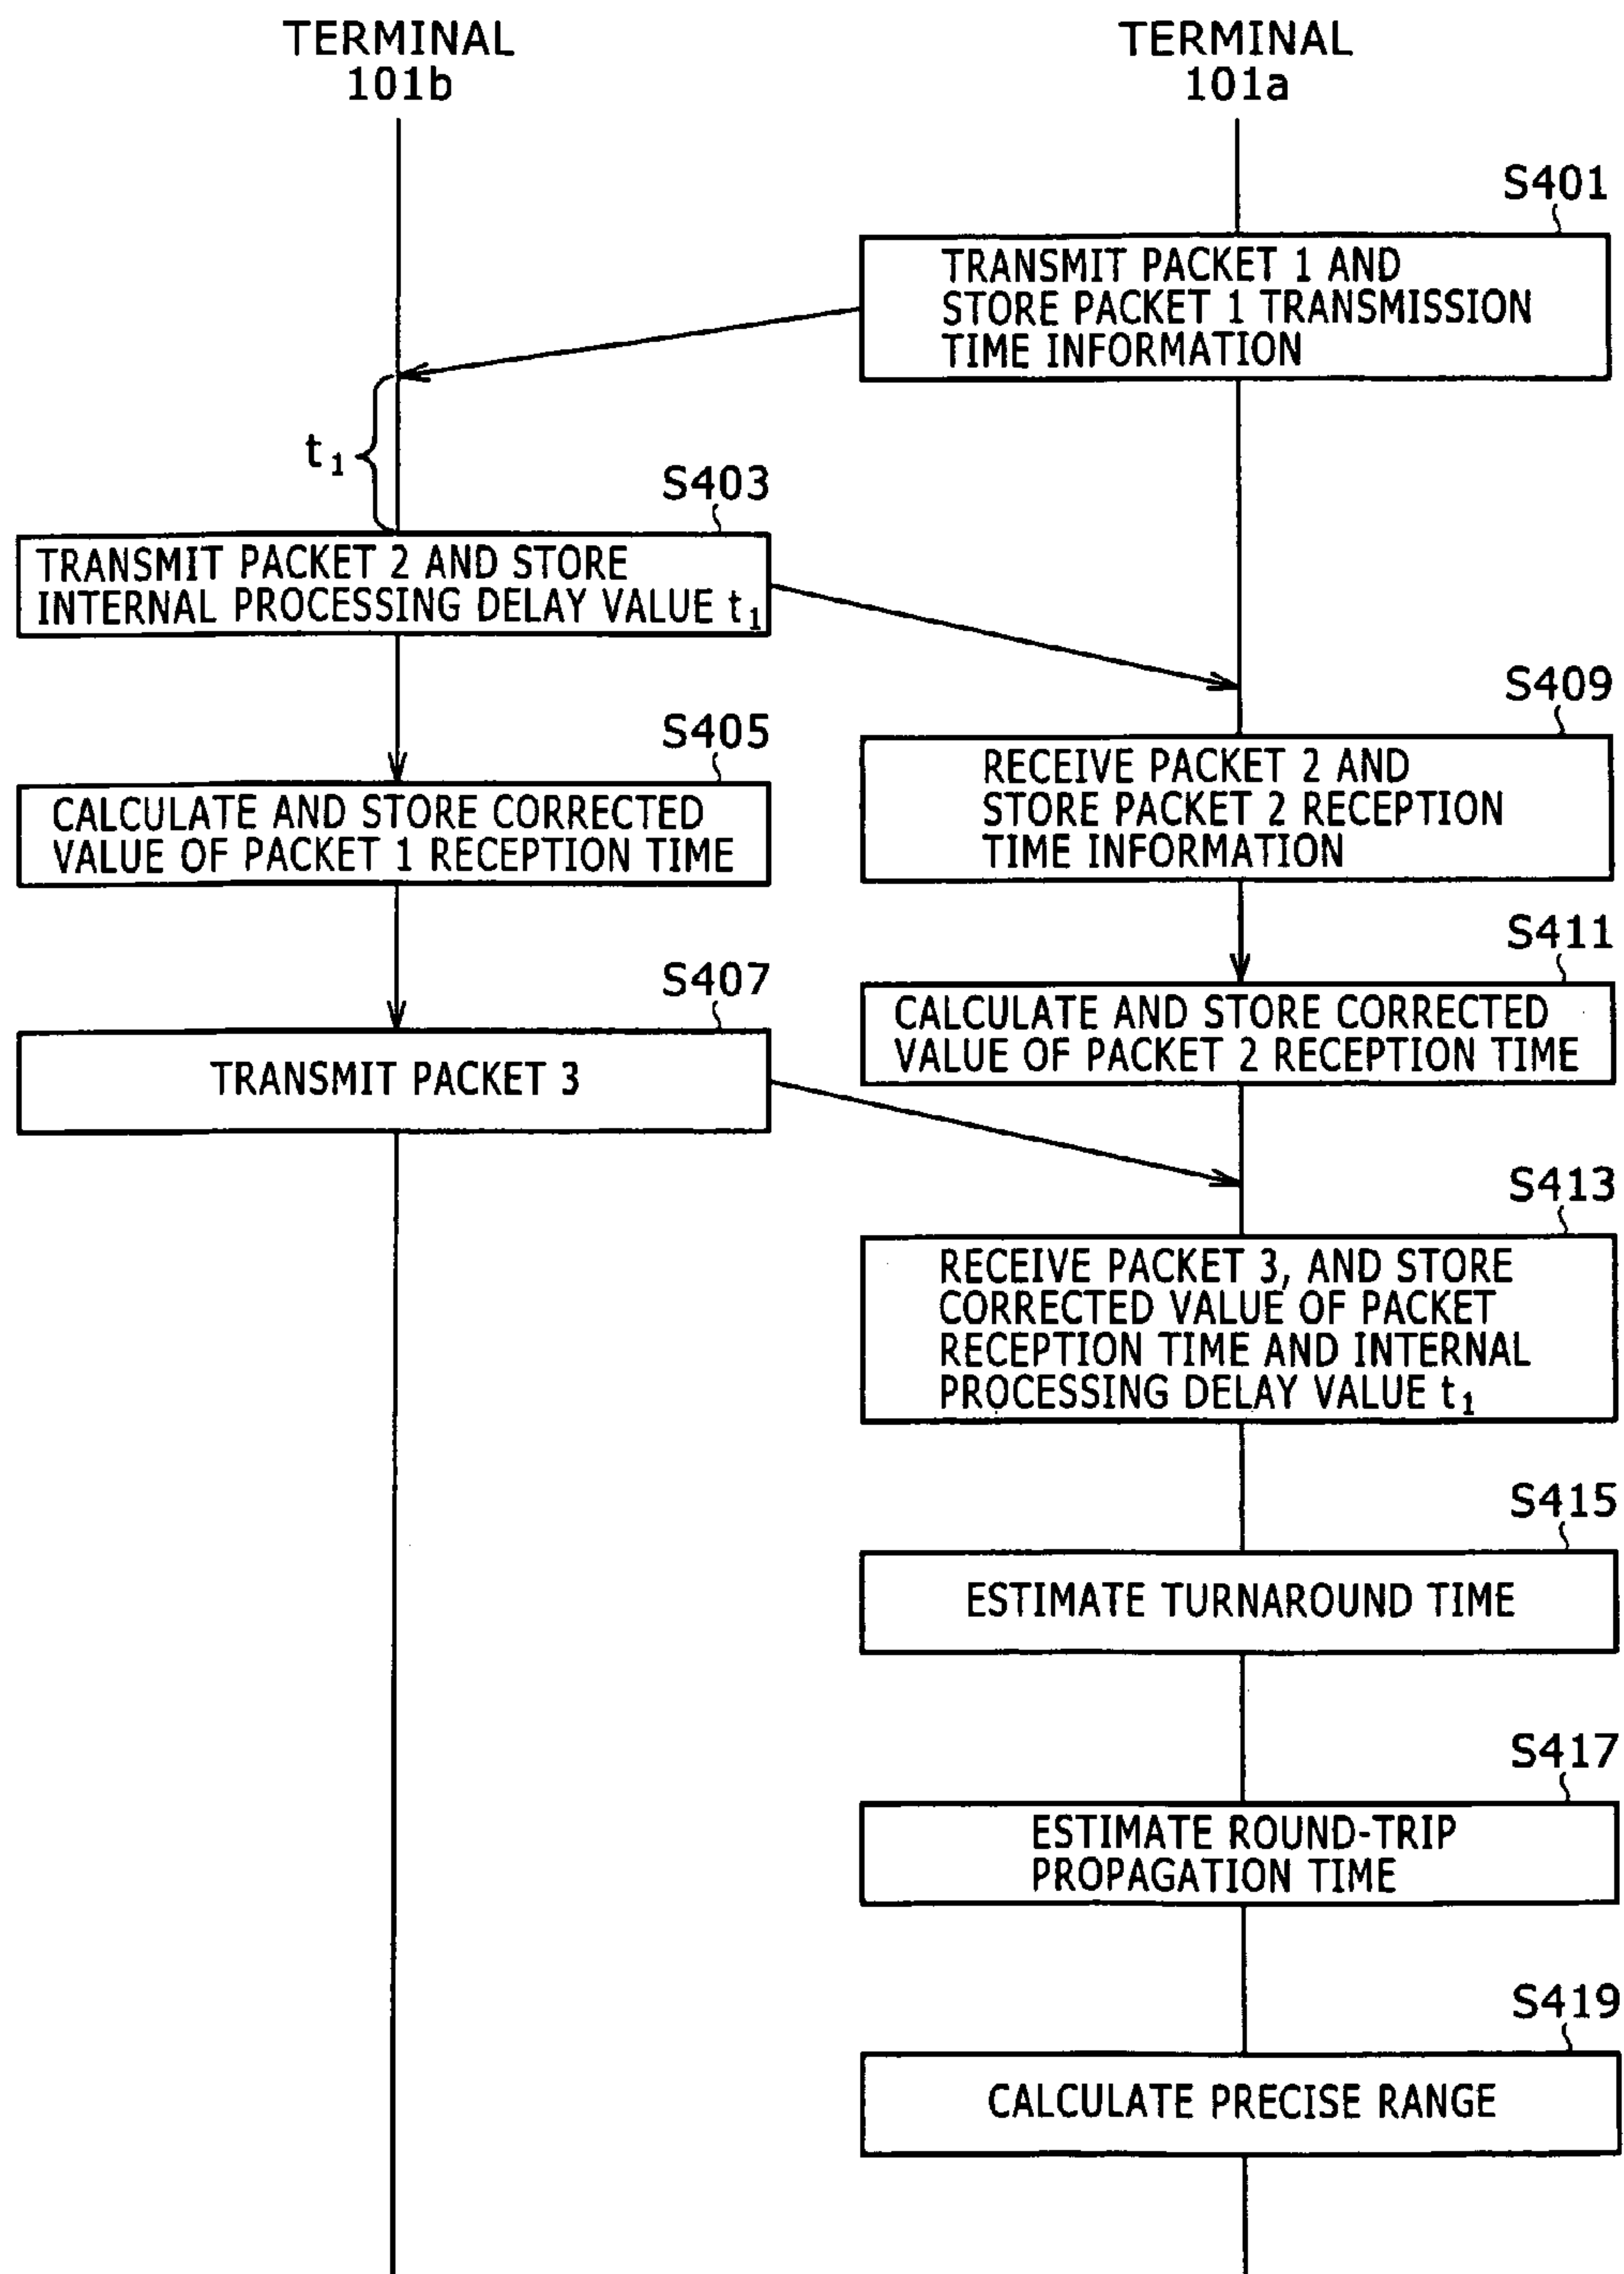 TERMINAL
101b
TERMINAL
101a
S401
TRANSMIT PACKET 1 AND
STORE PACKET 1 TRANSMISSION
TIME INFORMATION
t₁
S403
TRANSMIT PACKET 2 AND STORE
INTERNAL PROCESSING DELAY VALUE t₁
S409
RECEIVE PACKET 2 AND
STORE PACKET 2 RECEPTION
TIME INFORMATION
S405
CALCULATE AND STORE CORRECTED
VALUE OF PACKET 1 RECEPTION TIME
S411
CALCULATE AND STORE CORRECTED
VALUE OF PACKET 2 RECEPTION TIME
S407
TRANSMIT PACKET 3
S413
RECEIVE PACKET 3, AND STORE
CORRECTED VALUE OF PACKET
RECEPTION TIME AND INTERNAL
PROCESSING DELAY VALUE t₁
S415
ESTIMATE TURNAROUND TIME
S417
ESTIMATE ROUND-TRIP
PROPAGATION TIME
S419
CALCULATE PRECISE RANGE